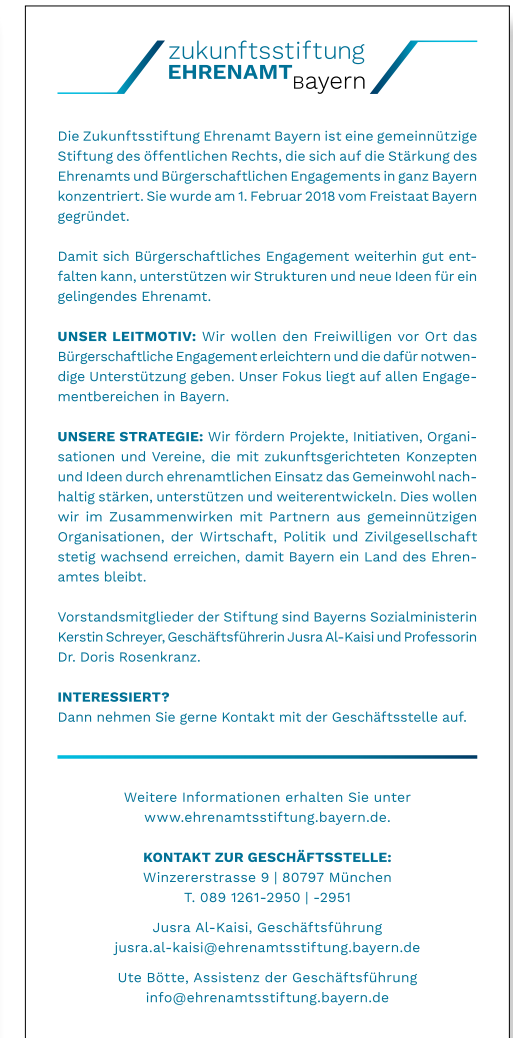 zukunftsstiftung
EHRENAMT Bayern
Die Zukunftsstiftung Ehrenamt Bayern ist eine gemeinnützige
Stiftung des öffentlichen Rechts, die sich auf die Stärkung des
Ehrenamts und Bürgerschaftlichen Engagements in ganz Bayern
konzentriert. Sie wurde am 1. Februar 2018 vom Freistaat Bayern
gegründet.
Damit sich Bürgerschaftliches Engagement weiterhin gut ent-
falten kann, unterstützen wir Strukturen und neue Ideen für ein
gelingendes Ehrenamt.
UNSER LEITMOTIV: Wir wollen den Freiwilligen vor Ort das
Bürgerschaftliche Engagement erleichtern und die dafür notwen-
dige Unterstützung geben. Unser Fokus liegt auf allen Engage-
mentbereichen in Bayern.
UNSERE STRATEGIE: Wir fördern Projekte, Initiativen, Organi-
sationen und Vereine, die mit zukunftsgerichteten Konzepten
und Ideen durch ehrenamtlichen Einsatz das Gemeinwohl nach-
haltig stärken, unterstützen und weiterentwickeln. Dies wollen
wir im Zusammenwirken mit Partnern aus gemeinnützigen
Organisationen, der Wirtschaft, Politik und Zivilgesellschaft
stetig wachsend erreichen, damit Bayern ein Land des Ehren-
amtes bleibt.
Vorstandsmitglieder der Stiftung sind Bayerns Sozialministerin
Kerstin Schreyer, Geschäftsführerin Jusra Al-Kaisi und Professorin
Dr. Doris Rosenkranz.
INTERESSIERT?
Dann nehmen Sie gerne Kontakt mit der Geschäftsstelle auf.
Weitere Informationen erhalten Sie unter
www.ehrenamtsstiftung.bayern.de.
KONTAKT ZUR GESCHÄFTSSTELLE:
Winzererstrasse 9 | 80797 München
T. 089 1261-2950 | -2951
Jusra Al-Kaisi, Geschäftsführung
jusra.al-kaisi@ehrenamtsstiftung.bayern.de
Ute Bötte, Assistenz der Geschäftsführung
info@ehrenamtsstiftung.bayern.de